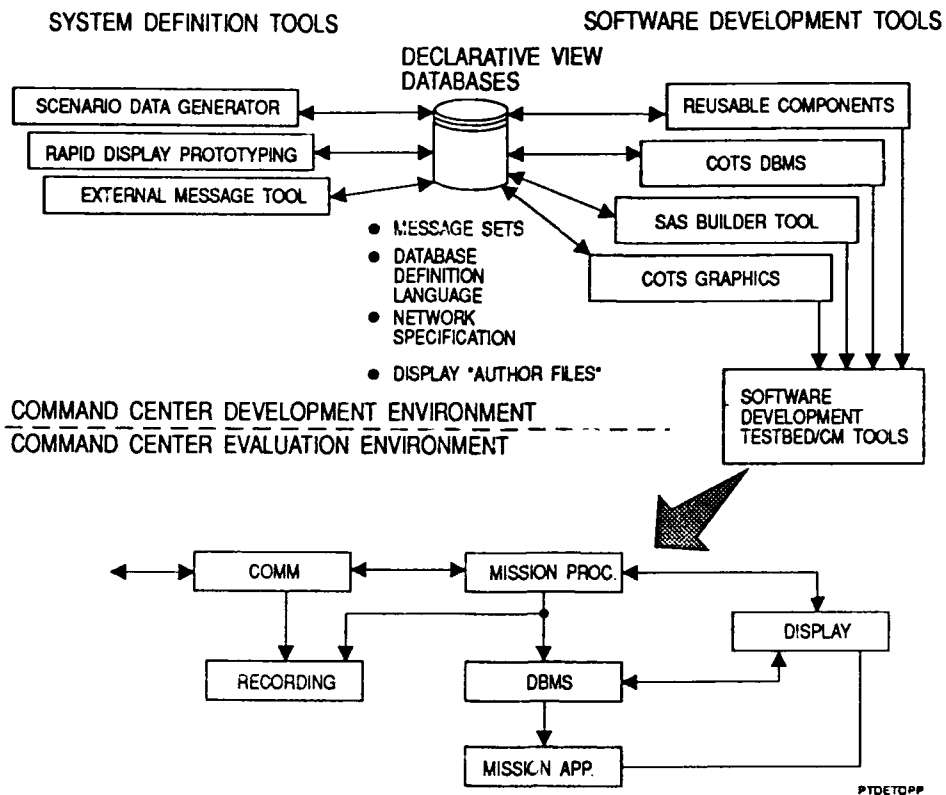 SYSTEM DEFINITION TOOLS
SOFTWARE DEVELOPMENT TOOLS
DECLARATIVE VIEW
DATABASES
SCENARIO DATA GENERATOR
RAPID DISPLAY PROTOTYPING
EXTERNAL MESSAGE TOOL
REUSABLE COMPONENTS
COTS DBMS
SAS BUILDER TOOL
COTS GRAPHICS
● MESSAGE SETS
● DATABASE
DEFINITION
LANGUAGE
● NETWORK
SPECIFICATION
● DISPLAY "AUTHOR FILES"
SOFTWARE
DEVELOPMENT
TESTBED/CM TOOLS
COMMAND CENTER DEVELOPMENT ENVIRONMENT
COMMAND CENTER EVALUATION ENVIRONMENT
COMM
MISSION PROC.
DISPLAY
RECORDING
DBMS
MISSION APP.
PTDETOPP